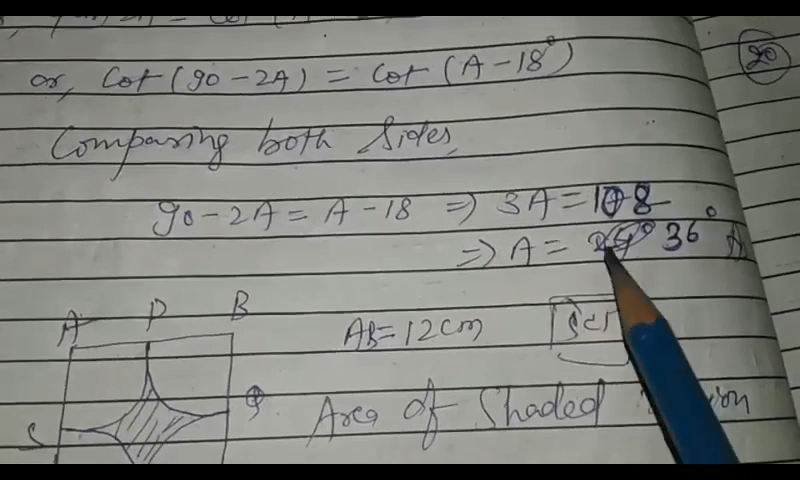 or, Cot (90 - 2A) = Cot (A - 18°)
20
Comparing both Sides,
90 - 2A = A - 18 ⇒ 3A = 108
⇒ A = 36°
A P B
AB = 12cm
S
Area of Shaded